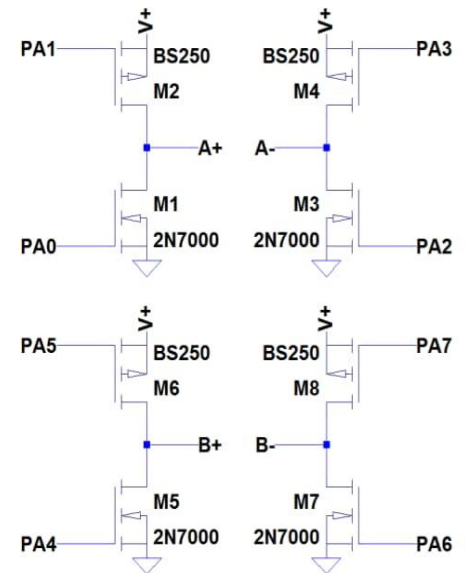 V+ V+
PA1 BS250 BS250 PA3
M2 M4
A+ A-
M1 M3
PA0 2N7000 2N7000 PA2
V+ V+
PA5 BS250 BS250 PA7
M6 M8
B+ B-
M5 M7
PA4 2N7000 2N7000 PA6